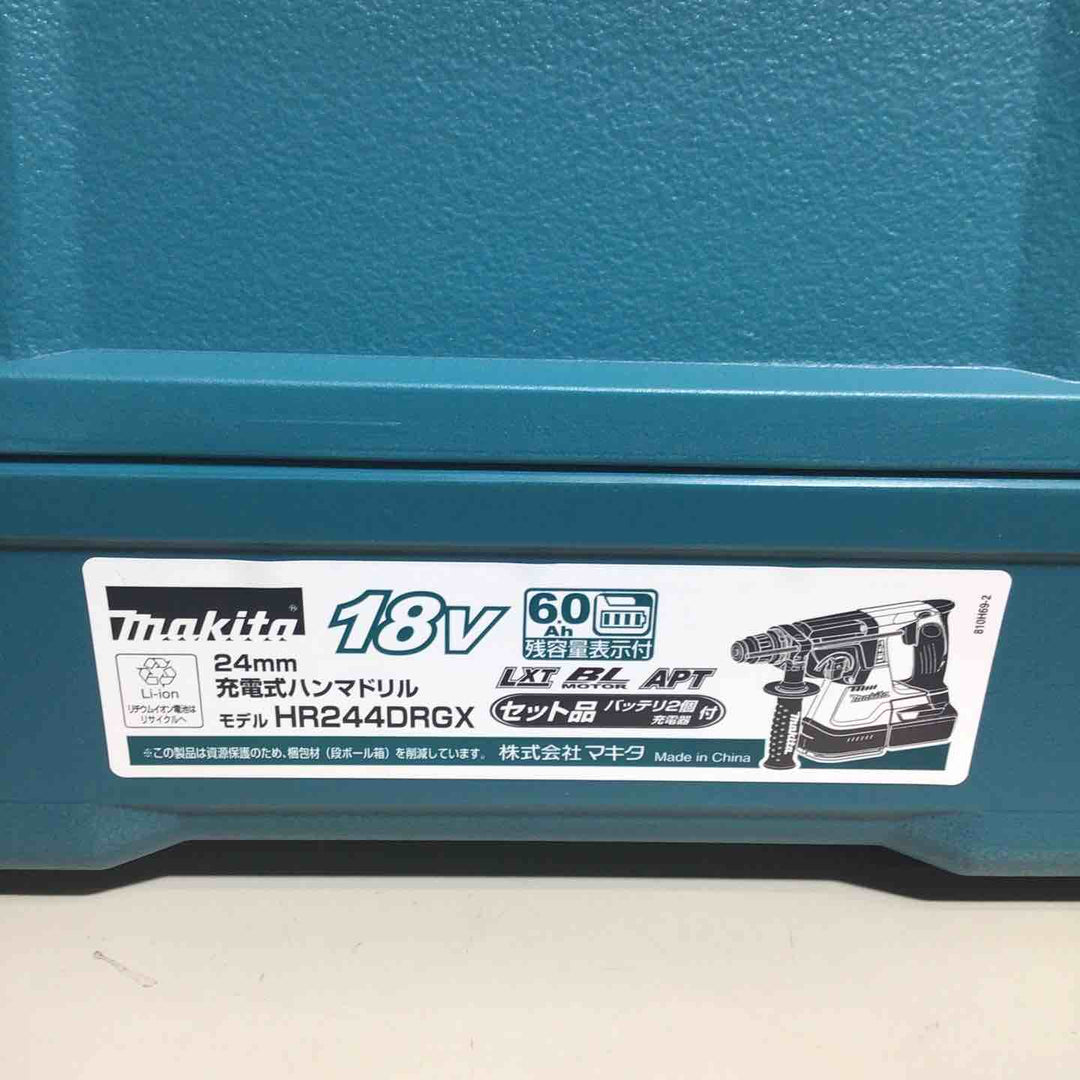 makita
18V
6.0 Ah
残容量表示付
Li-ion
リチウムイオン電池は
リサイクルへ
24mm
充電式ハンマドリル
モデル HR244DRGX
LXT BL MOTOR APT
セット品 バッテリ2個 充電器 付
※この製品は資源保護のため、梱包材(段ボール箱)を削減しています。 株式会社マキタ Made in China
makita
makita
810H69-2